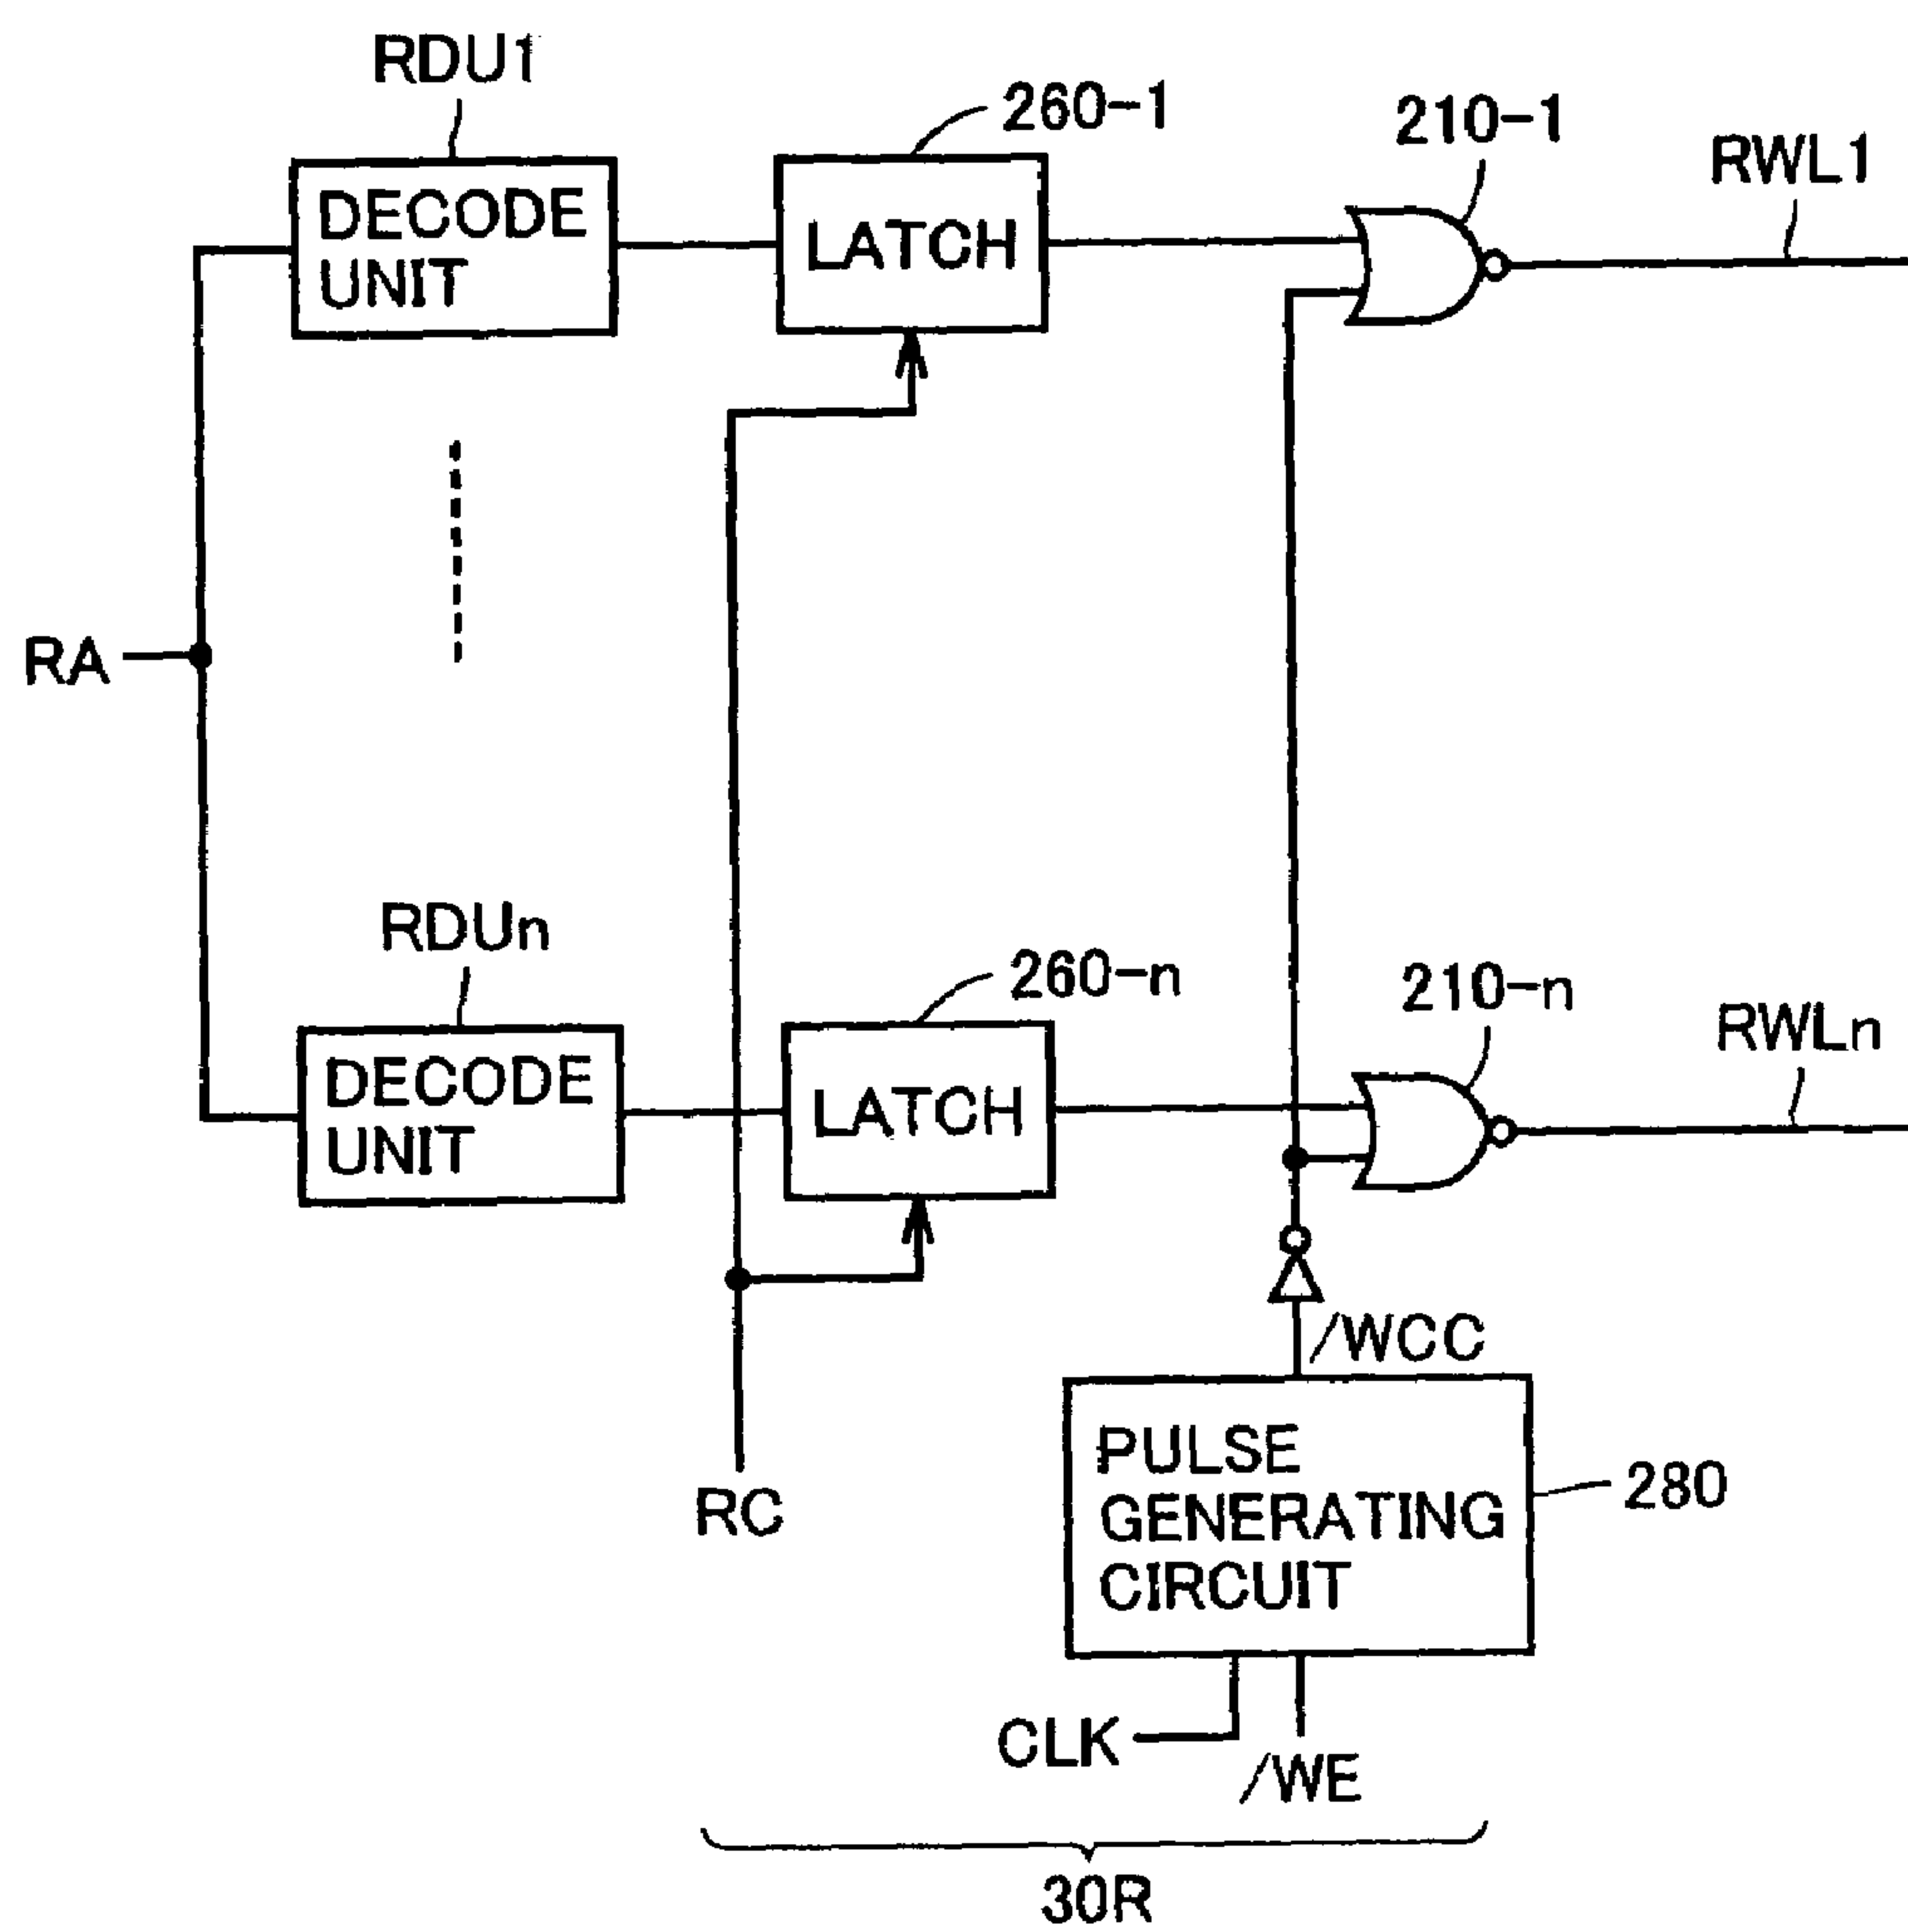 RDU1
260-1
210-1
RWL1
DECODE
UNIT
LATCH
RA
RDUn
260-n
210-n
RWLn
DECODE
UNIT
LATCH
/WCC
RC
PULSE
GENERATING
CIRCUIT
280
CLK
/WE
30R